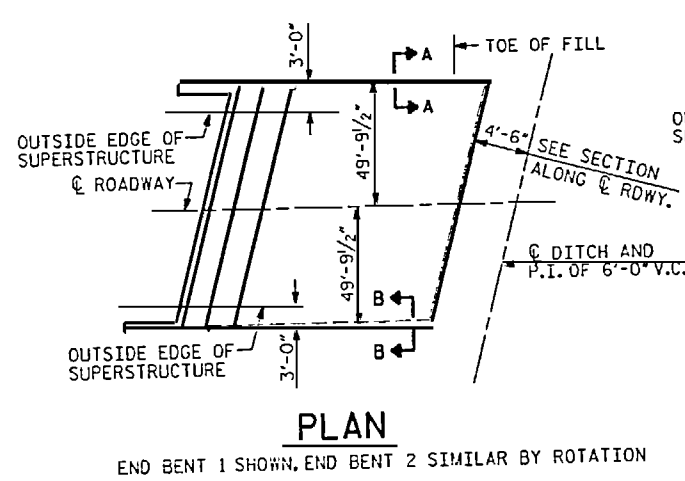 3'-0"
A
A
TOE OF FILL
OUTSIDE EDGE OF
SUPERSTRUCTURE
℄ ROADWAY
49'-9½"
4'-6"
SEE SECTION
ALONG ℄ RDWY.
O
S
49'-9½"
℄ DITCH AND
P.I. OF 6'-0" V.C.
B
B
OUTSIDE EDGE OF
SUPERSTRUCTURE
3'-0"
PLAN
END BENT 1 SHOWN. END BENT 2 SIMILAR BY ROTATION